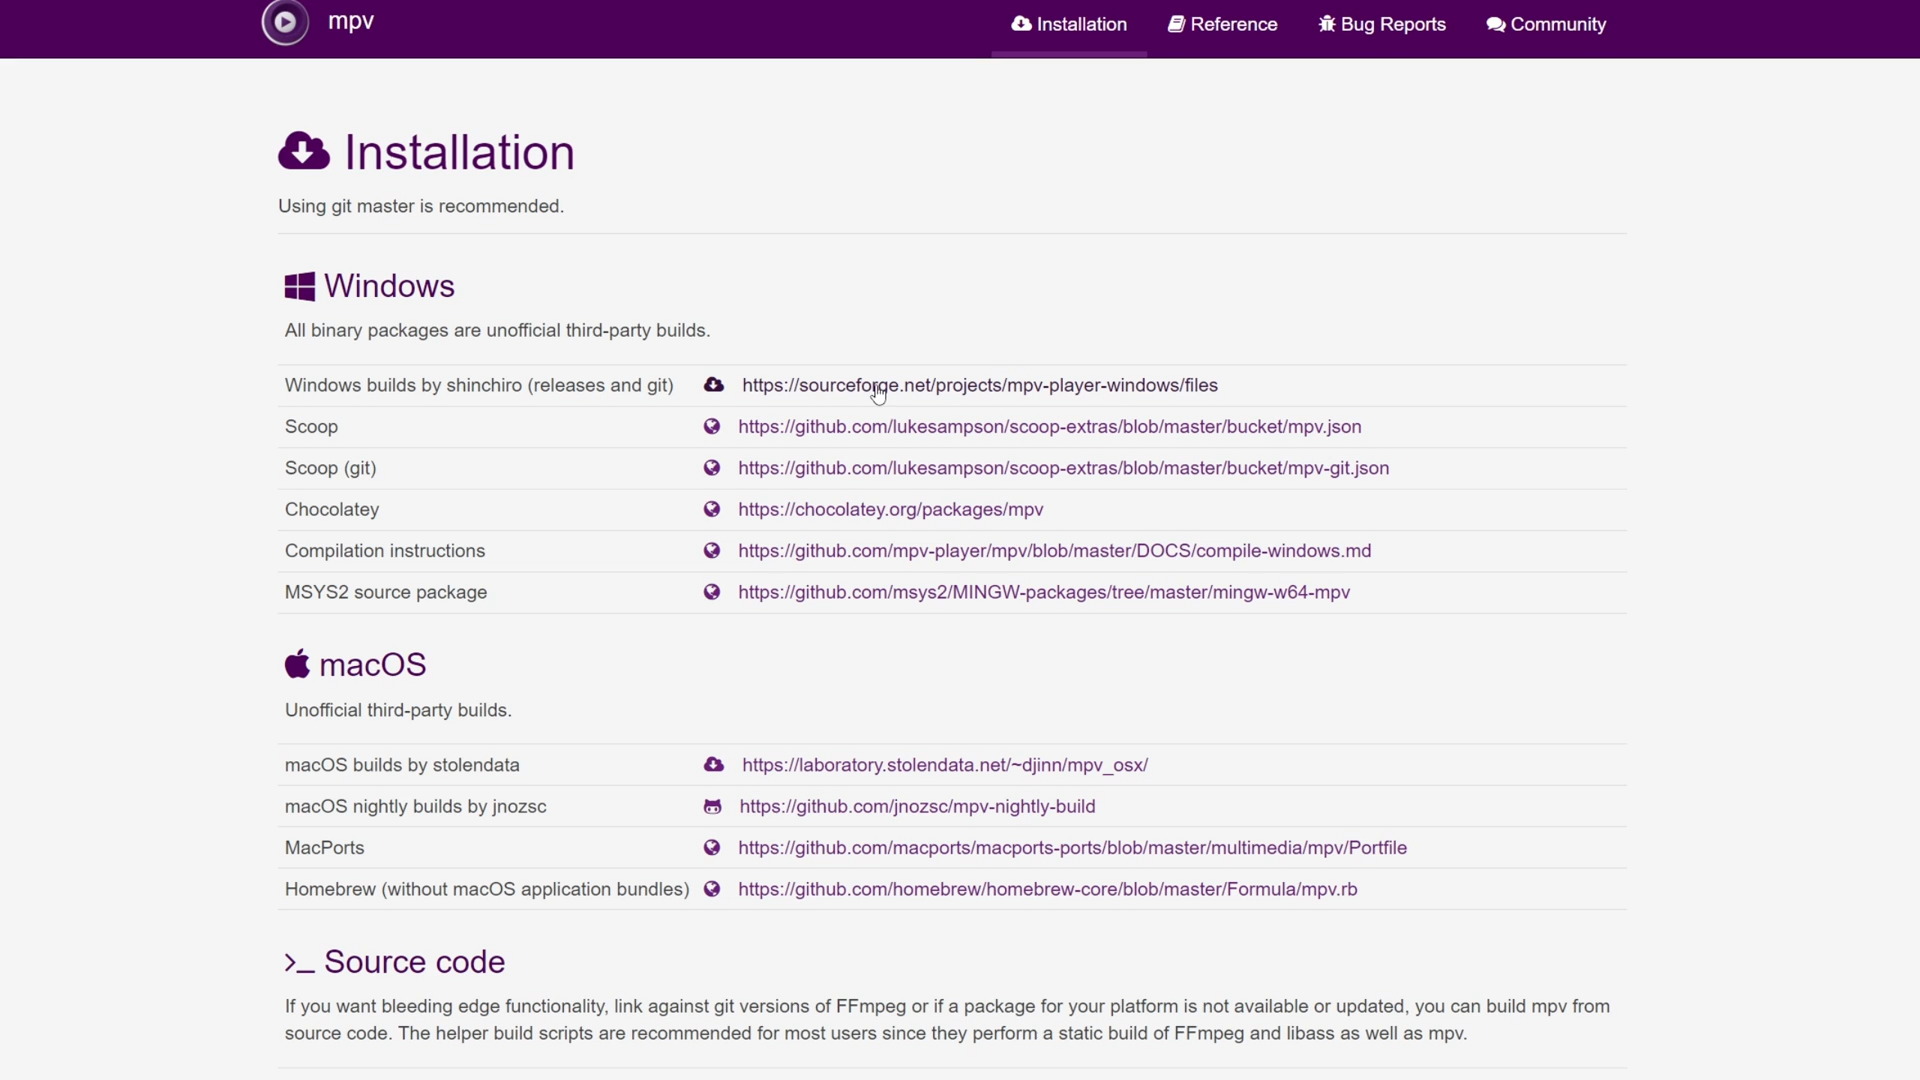 mpv
Installation Reference Bug Reports Community
Installation
Using git master is recommended.
Windows
All binary packages are unofficial third-party builds.
Windows builds by shinchiro (releases and git) https://sourceforge.net/projects/mpv-player-windows/files
Scoop https://github.com/lukesampson/scoop-extras/blob/master/bucket/mpv.json
Scoop (git) https://github.com/lukesampson/scoop-extras/blob/master/bucket/mpv-git.json
Chocolatey https://chocolatey.org/packages/mpv
Compilation instructions https://github.com/mpv-player/mpv/blob/master/DOCS/compile-windows.md
MSYS2 source package https://github.com/msys2/MINGW-packages/tree/master/mingw-w64-mpv
macOS
Unofficial third-party builds.
macOS builds by stolendata https://laboratory.stolendata.net/~djinn/mpv_osx/
macOS nightly builds by jnozsc https://github.com/jnozsc/mpv-nightly-build
MacPorts https://github.com/macports/macports-ports/blob/master/multimedia/mpv/Portfile
Homebrew (without macOS application bundles) https://github.com/homebrew/homebrew-core/blob/master/Formula/mpv.rb
Source code
If you want bleeding edge functionality, link against git versions of FFmpeg or if a package for your platform is not available or updated, you can build mpv from
source code. The helper build scripts are recommended for most users since they perform a static build of FFmpeg and libass as well as mpv.